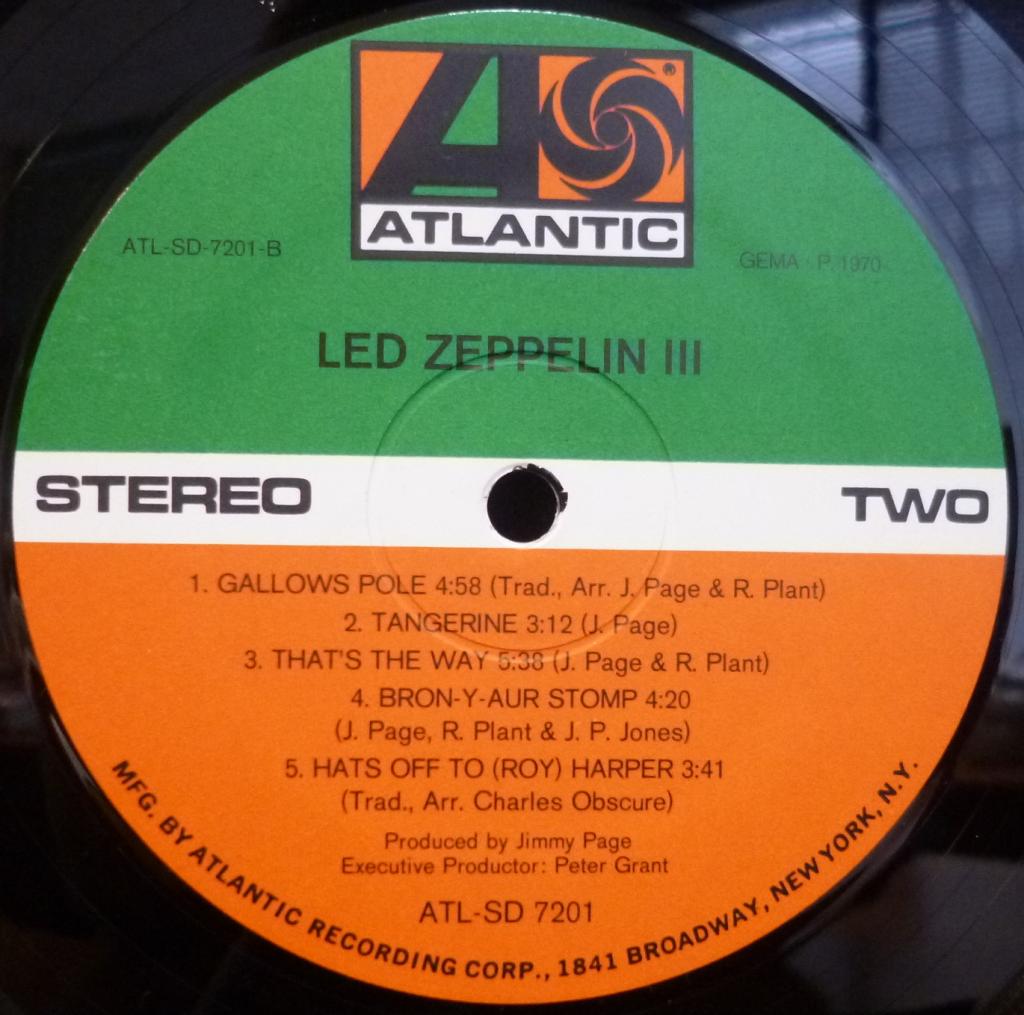 ATLANTIC
®
ATL-SD-7201-B
GEMA P. 1970
LED ZEPPELIN III
STEREO
TWO
1. GALLOWS POLE 4:58 (Trad., Arr. J. Page & R. Plant)
2. TANGERINE 3:12 (J. Page)
3. THAT'S THE WAY 5:38 (J. Page & R. Plant)
4. BRON-Y-AUR STOMP 4:20
(J. Page, R. Plant & J. P. Jones)
5. HATS OFF TO (ROY) HARPER 3:41
(Trad., Arr. Charles Obscure)
Produced by Jimmy Page
Executive Productor: Peter Grant
ATL-SD 7201
MFG. BY ATLANTIC RECORDING CORP., 1841 BROADWAY, NEW YORK, N.Y.